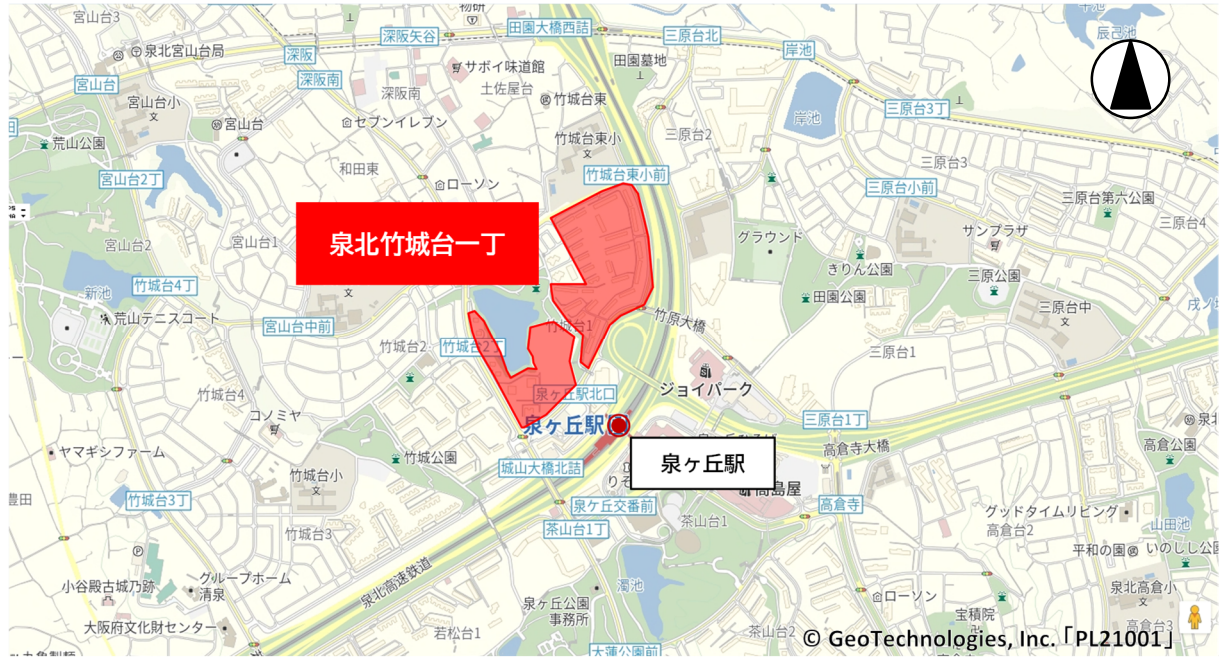 宮山台3
物研
深阪矢谷
田園大橋西詰
三原台北
岸池
辰己池
泉北宮山台局
深阪
サボイ味道館
田園墓地
宮山台
深阪南
深阪南
土佐屋台
竹城台東
宮山台小
三原台3丁
岸池
宮山台
セブンイレブン
竹城台東小
三原台2
荒山公園
和田東
三原台3
宮山台2丁
ローソン
竹城台東小前
三原台小前
三原台第六公園
三原台4
宮山台2
宮山台1
泉北竹城台一丁
グラウンド
サンプラザ
きりん公園
三原公園
新池
竹城台4丁
田園公園
三原台中
荒山テニスコート
宮山台中前
竹城台1
竹原大橋
竹城台2
竹城台2丁
三原台1
竹城台4
泉ヶ丘駅北口
ジョイパーク
コノミヤ
泉ヶ丘駅
三原台1丁
高倉寺大橋
ヤマギシファーム
竹城公園
城山大橋北詰
泉ヶ丘駅
高倉公園
竹城台小
髙島屋
竹城台3丁
泉ケ丘交番前
高倉寺
豊田
茶山台1丁
茶山台1
グッドタイムリビング
高倉台2
山田池
竹城台3
平和の園
いのしし公園
泉北高速鉄道
濁池
小谷殿古城乃跡
グループホーム
清泉
泉ヶ丘公園
事務所
ローソン
泉北高倉小
宝積院
大阪府文化財センター
若松台1
茶山台2
高倉台3
大蓮公園前
© GeoTechnologies, Inc.「PL21001」